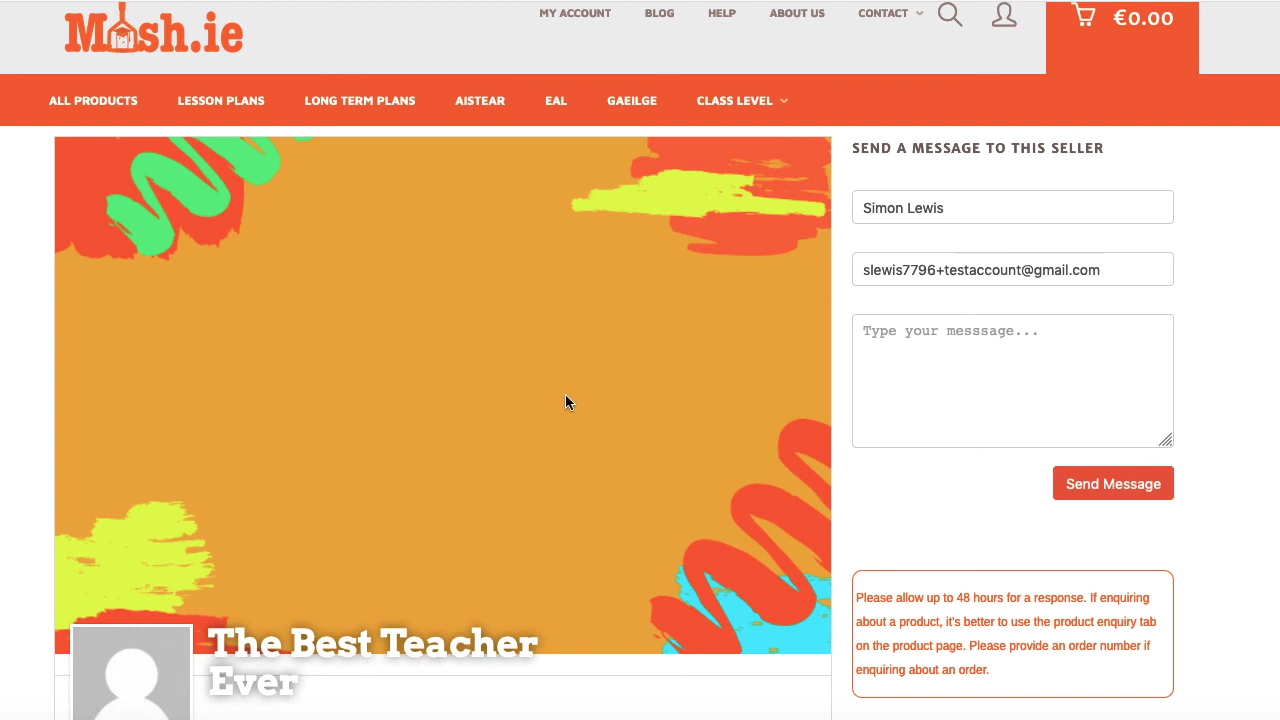 Mash.ie
MY ACCOUNT BLOG HELP ABOUT US CONTACT
€0.00
ALL PRODUCTS LESSON PLANS LONG TERM PLANS AISTEAR EAL GAEILGE CLASS LEVEL
SEND A MESSAGE TO THIS SELLER
Simon Lewis
slewis7796+testaccount@gmail.com
Type your messsage...
Send Message
Please allow up to 48 hours for a response. If enquiring
about a product, it's better to use the product enquiry tab
on the product page. Please provide an order number if
enquiring about an order.
The Best Teacher
Ever